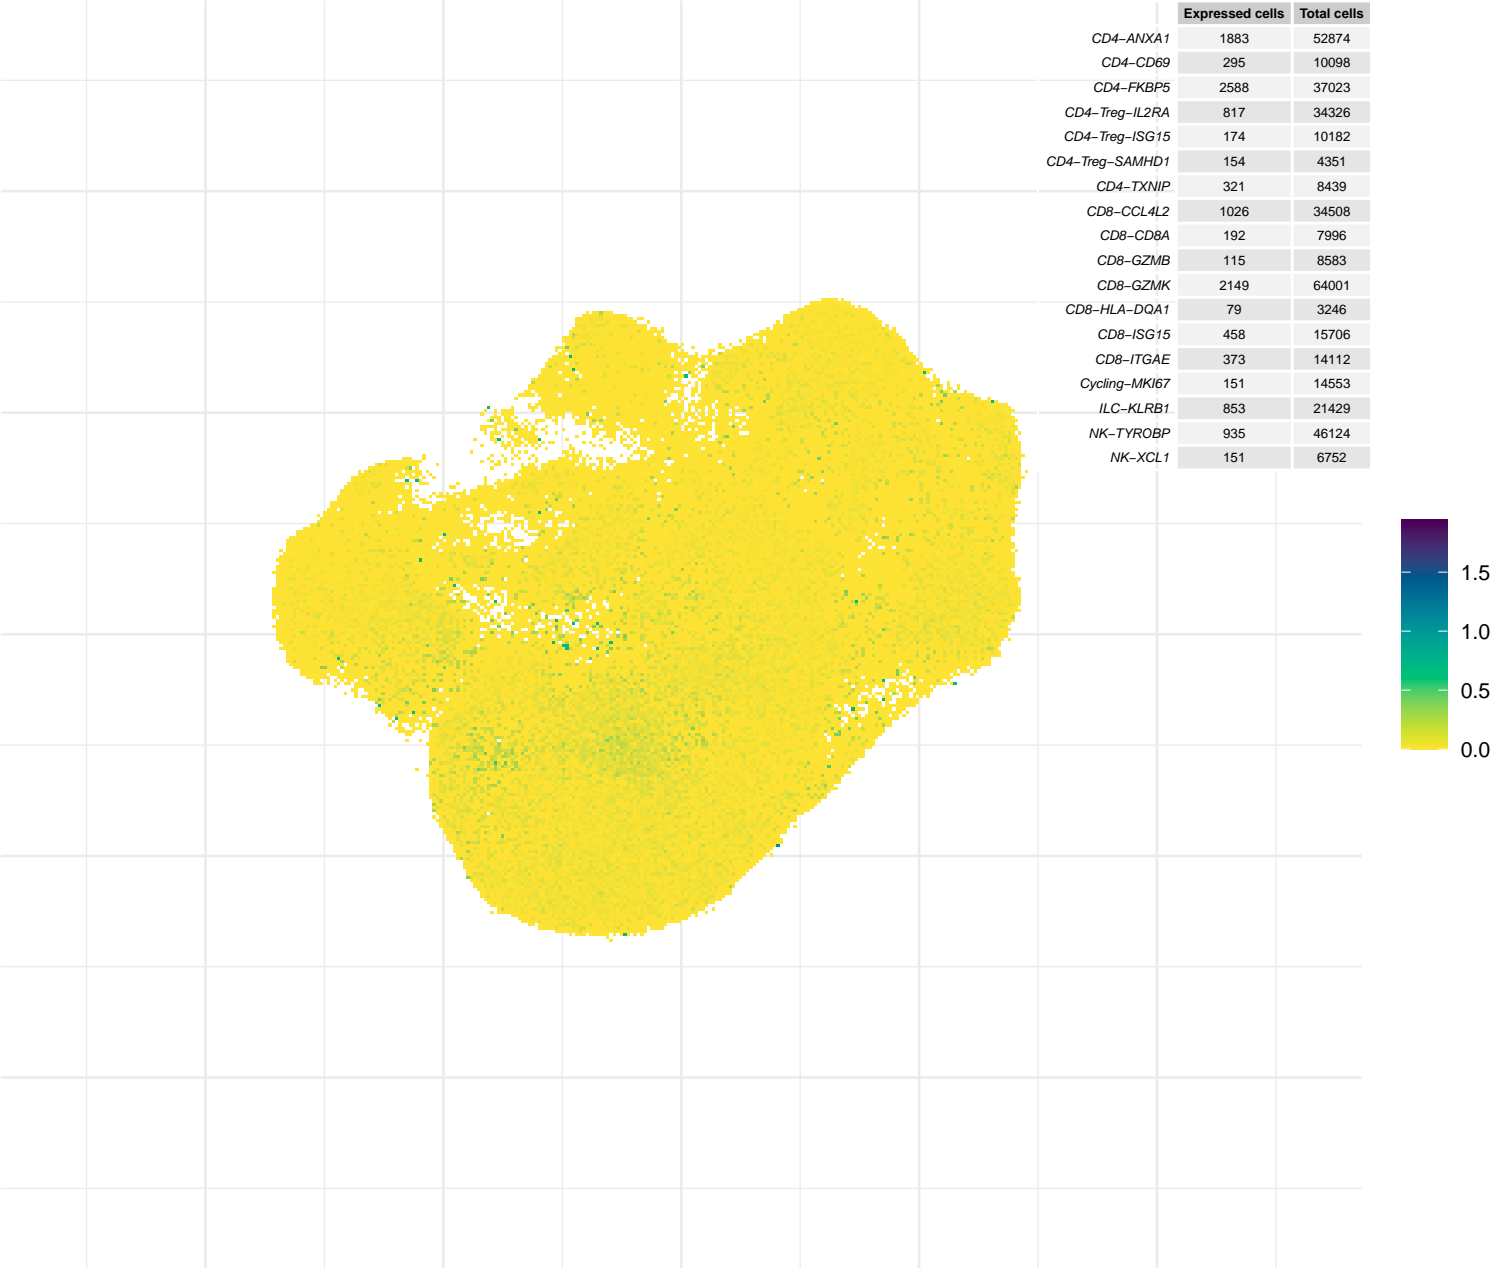 Expressed cells Total cells
CD4−ANXA1 1883 52874
CD4−CD69 295 10098
CD4−FKBP5 2588 37023
CD4−Treg−IL2RA 817 34326
CD4−Treg−ISG15 174 10182
CD4−Treg−SAMHD1 154 4351
CD4−TXNIP 321 8439
CD8−CCL4L2 1026 34508
CD8−CD8A 192 7996
CD8−GZMB 115 8583
CD8−GZMK 2149 64001
CD8−HLA−DQA1 79 3246
CD8−ISG15 458 15706
CD8−ITGAE 373 14112
Cycling−MKI67 151 14553
ILC−KLRB1 853 21429
NK−TYROBP 935 46124
NK−XCL1 151 6752
1.5
1.0
0.5
0.0